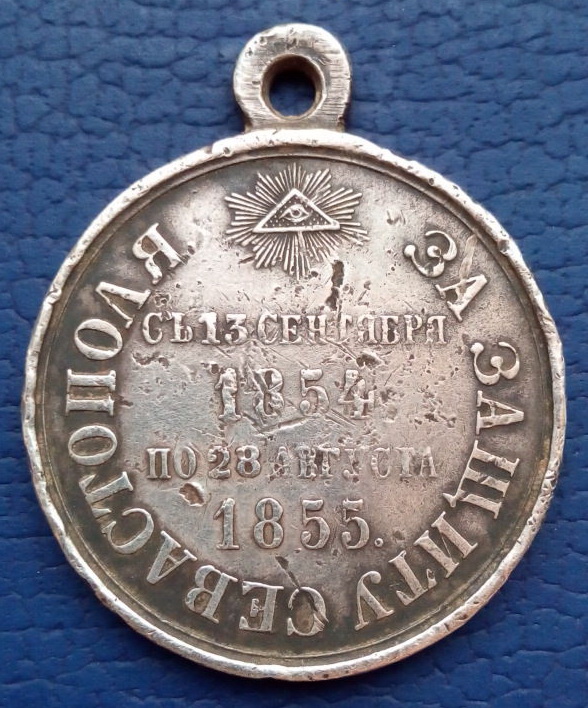 ЗА ЗАЩИТУ СЕВАСТОПОЛЯ
СЪ 13 СЕНТЯБРЯ
1854
ПО 28 АВГУСТА
1855.